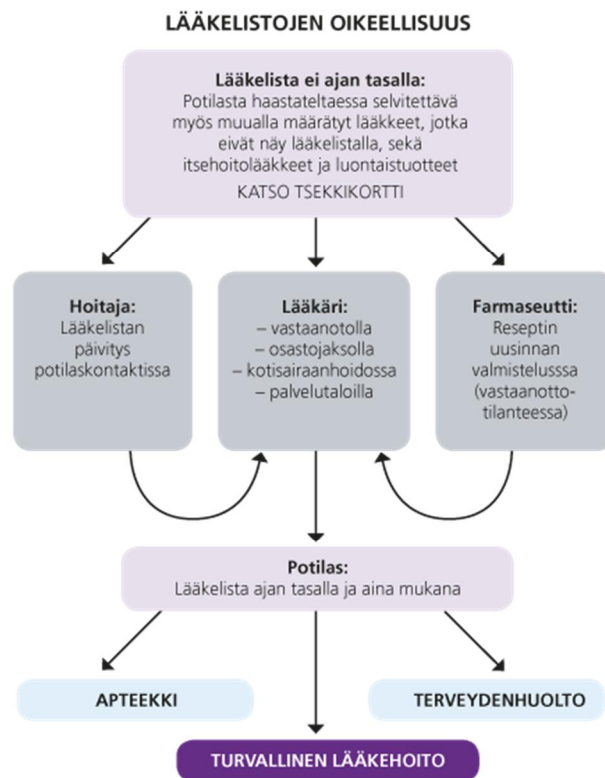 LÄÄKELISTOJEN OIKEELLISUUS
Lääkelista ei ajan tasalla:
Potilasta haastateltaessa selvitettävä
myös muualla määrätyt lääkkeet, jotka
eivät näy lääkelistalla, sekä
itsehoitolääkkeet ja luontaistuotteet
KATSO TSEKKIKORTTI
Hoitaja:
Lääkelistan
päivitys
potilaskontaktissa
Lääkäri:
– vastaanotolla
– osastojaksolla
– kotisairaanhoidossa
– palvelutaloilla
Farmaseutti:
Reseptin
uusinnan
valmistelusssa
(vastaanotto-
tilanteessa)
Potilas:
Lääkelista ajan tasalla ja aina mukana
APTEEKKI
TERVEYDENHUOLTO
TURVALLINEN LÄÄKEHOITO